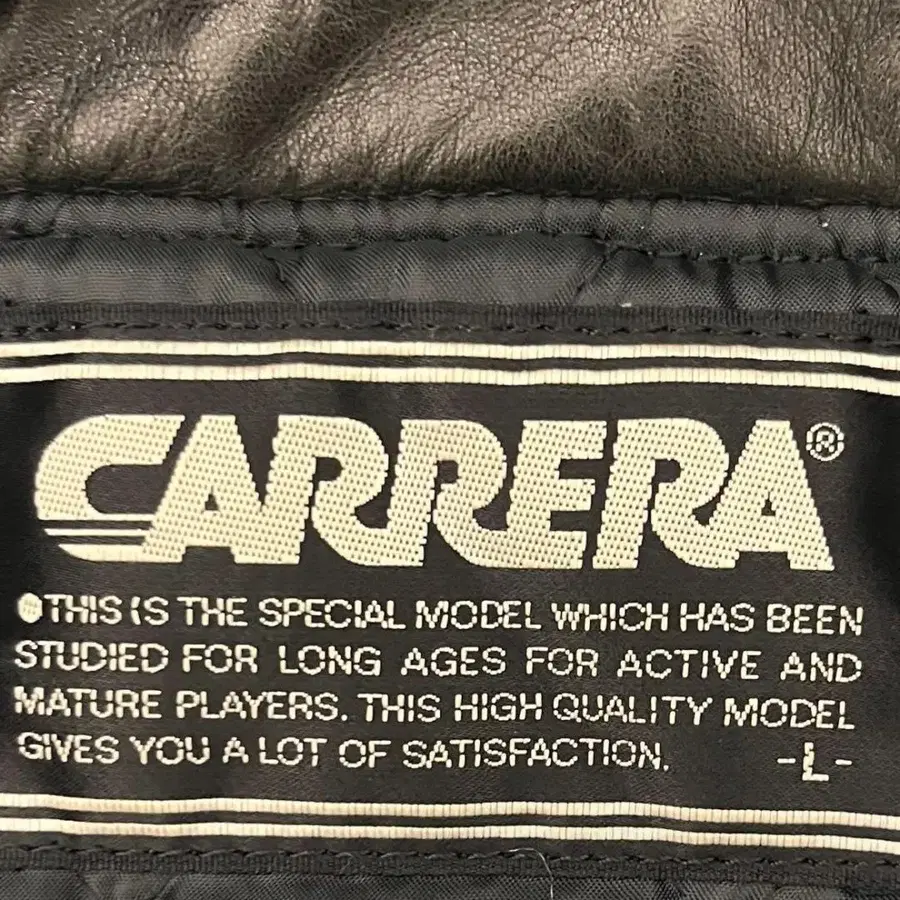 CARRERA®
●THIS IS THE SPECIAL MODEL WHICH HAS BEEN
STUDIED FOR LONG AGES FOR ACTIVE AND
MATURE PLAYERS. THIS HIGH QUALITY MODEL
GIVES YOU A LOT OF SATISFACTION. -L-